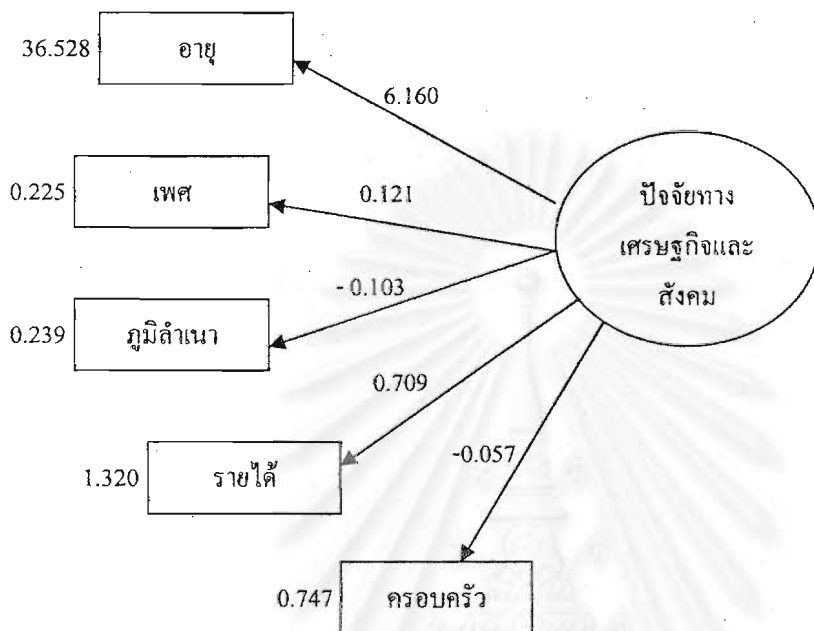 36.528
อายุ
6.160
0.225
เพศ
0.121
ปัจจัยทาง
เศรษฐกิจและ
สังคม
- 0.103
0.239
ภูมิลำเนา
0.709
1.320
รายได้
-0.057
0.747
ครอบครัว